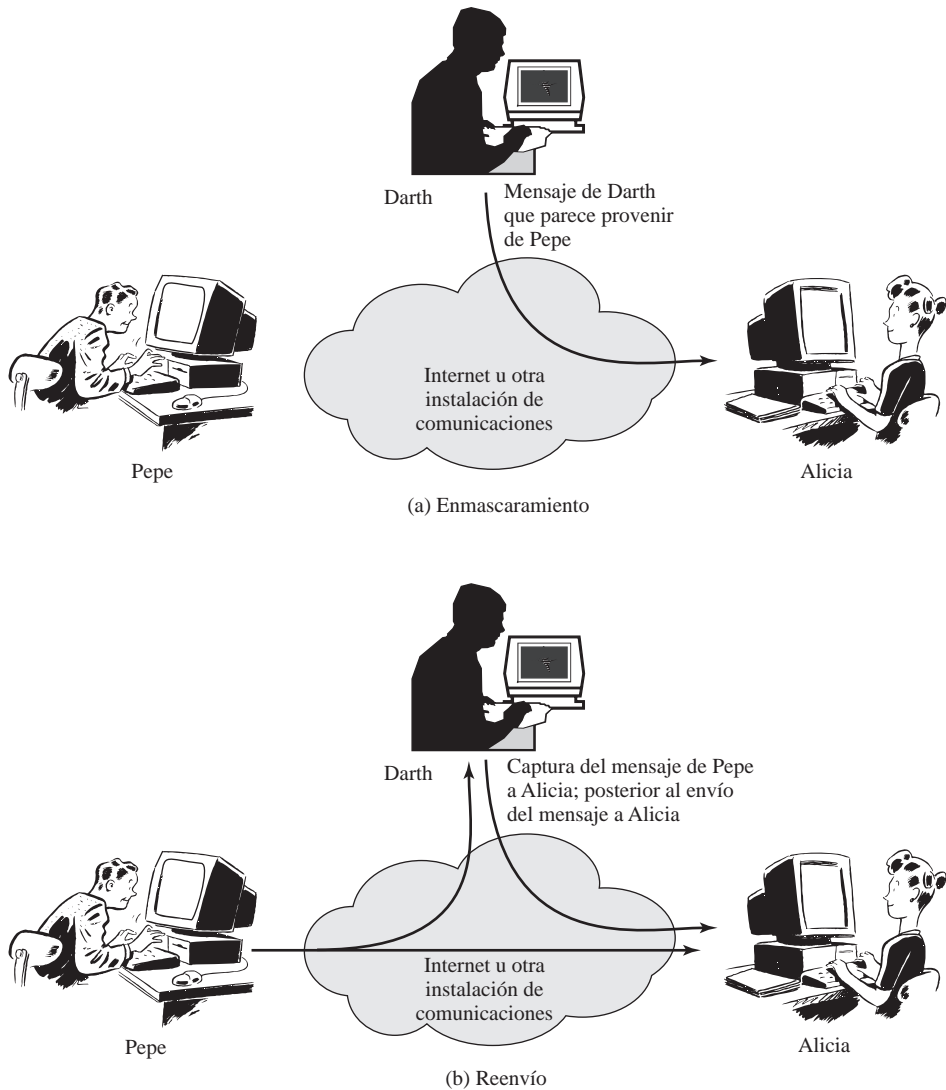 Darth
Mensaje de Darth
que parece provenir
de Pepe
Internet u otra
instalación de
comunicaciones
Pepe
Alicia
(a) Enmascaramiento
Darth
Captura del mensaje de Pepe
a Alicia; posterior al envío
del mensaje a Alicia
Internet u otra
instalación de
comunicaciones
Pepe
Alicia
(b) Reenvío